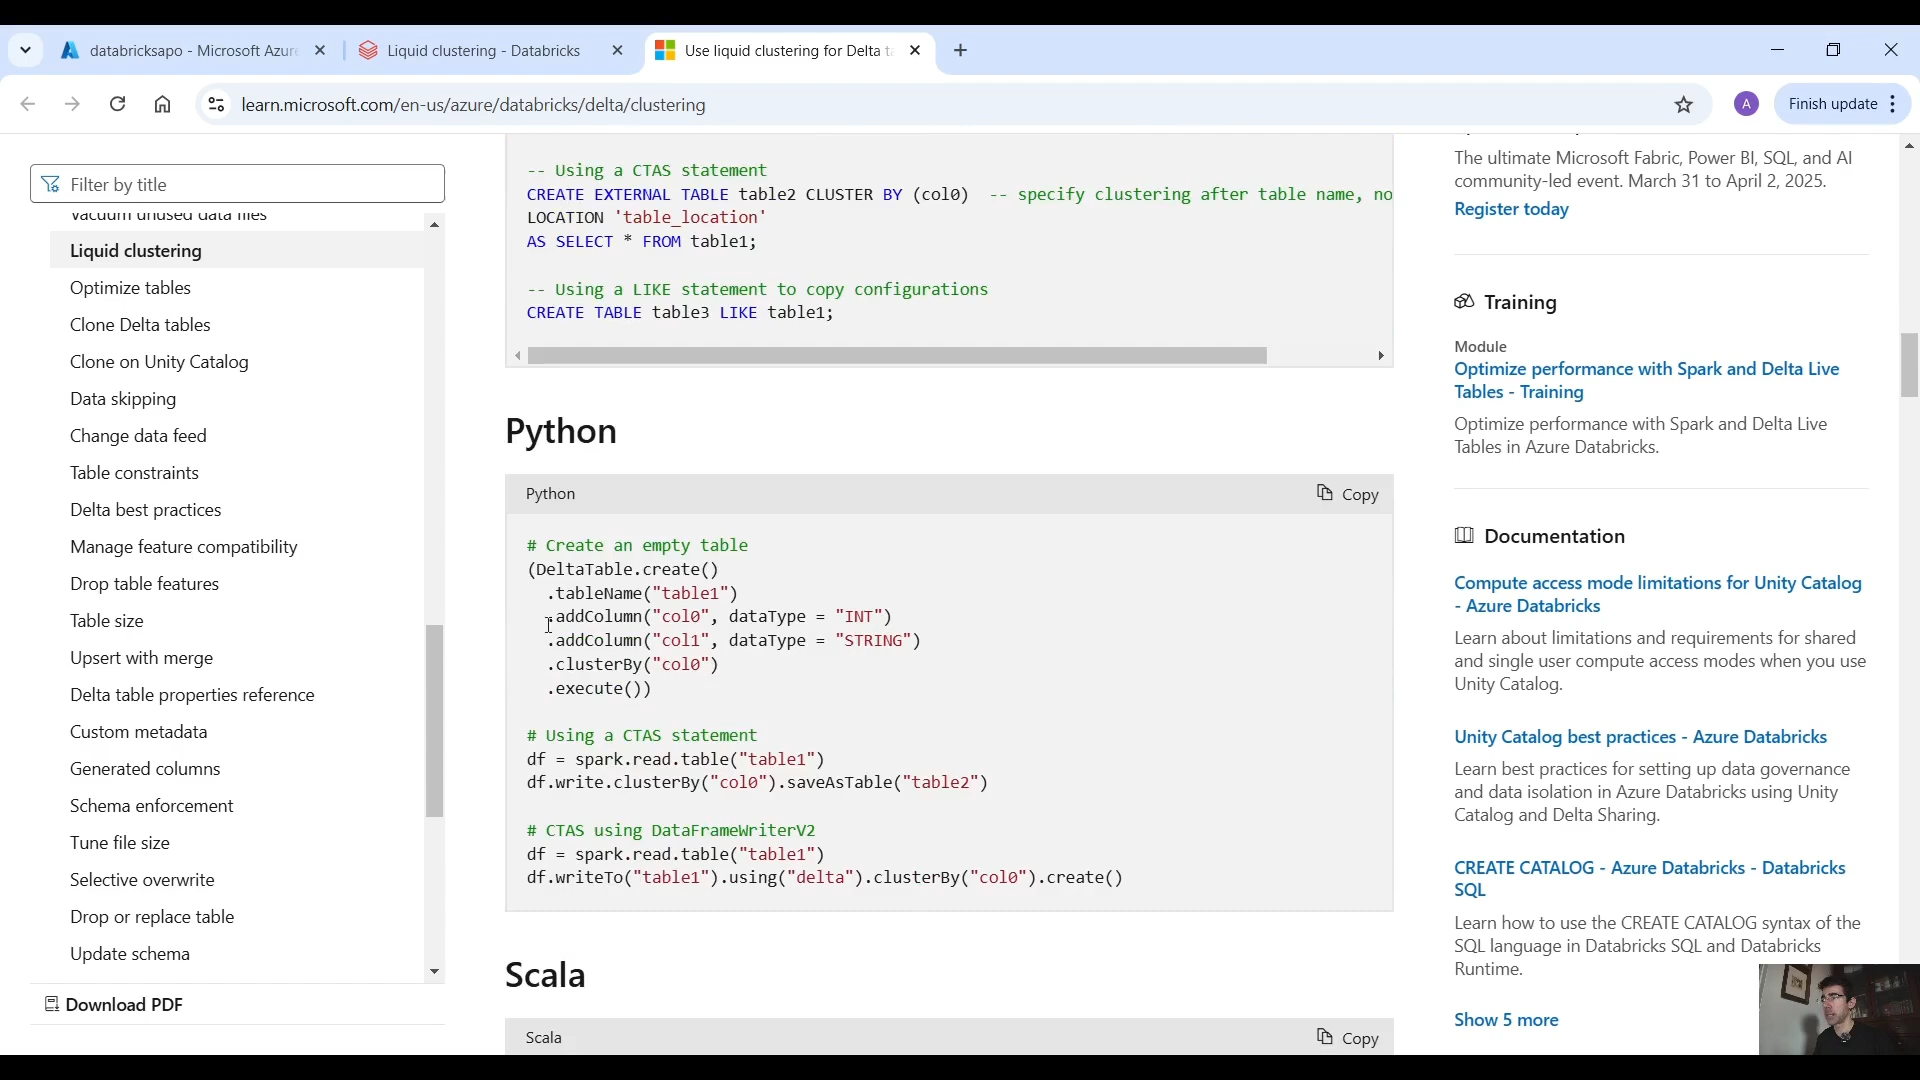 databricksapo - Microsoft Azure
Liquid clustering - Databricks
Use liquid clustering for Delta ta
learn.microsoft.com/en-us/azure/databricks/delta/clustering
A
Finish update
Filter by title
Vacuum unused data files
Liquid clustering
Optimize tables
Clone Delta tables
Clone on Unity Catalog
Data skipping
Change data feed
Table constraints
Delta best practices
Manage feature compatibility
Drop table features
Table size
Upsert with merge
Delta table properties reference
Custom metadata
Generated columns
Schema enforcement
Tune file size
Selective overwrite
Drop or replace table
Update schema
Download PDF
-- Using a CTAS statement
CREATE EXTERNAL TABLE table2 CLUSTER BY (col0)  -- specify clustering after table name, no
LOCATION 'table_location'
AS SELECT * FROM table1;
-- Using a LIKE statement to copy configurations
CREATE TABLE table3 LIKE table1;
Python
Python
Copy
# Create an empty table
(DeltaTable.create()
.tableName("table1")
.addColumn("col0", dataType = "INT")
.addColumn("col1", dataType = "STRING")
.clusterBy("col0")
.execute())
# Using a CTAS statement
df = spark.read.table("table1")
df.write.clusterBy("col0").saveAsTable("table2")
# CTAS using DataFrameWriterV2
df = spark.read.table("table1")
df.writeTo("table1").using("delta").clusterBy("col0").create()
Scala
Scala
Copy
The ultimate Microsoft Fabric, Power BI, SQL, and AI
community-led event. March 31 to April 2, 2025.
Register today
Training
Module
Optimize performance with Spark and Delta Live
Tables - Training
Optimize performance with Spark and Delta Live
Tables in Azure Databricks.
Documentation
Compute access mode limitations for Unity Catalog
- Azure Databricks
Learn about limitations and requirements for shared
and single user compute access modes when you use
Unity Catalog.
Unity Catalog best practices - Azure Databricks
Learn best practices for setting up data governance
and data isolation in Azure Databricks using Unity
Catalog and Delta Sharing.
CREATE CATALOG - Azure Databricks - Databricks
SQL
Learn how to use the CREATE CATALOG syntax of the
SQL language in Databricks SQL and Databricks
Runtime.
Show 5 more